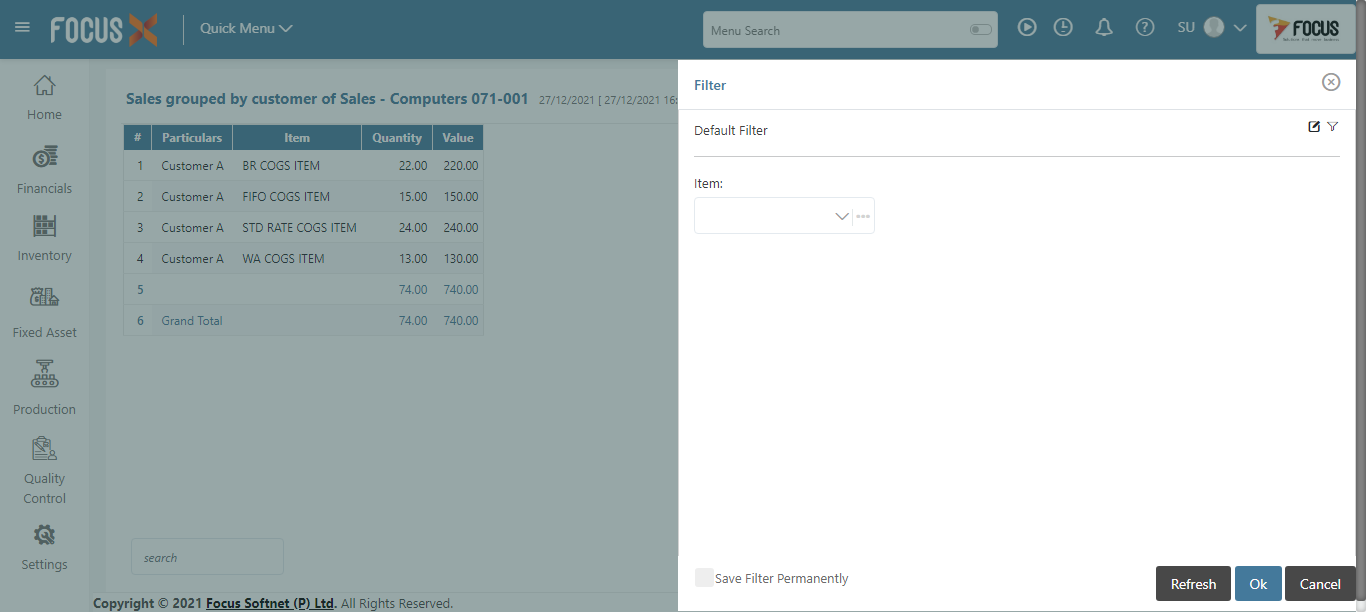 FOCUS X
Quick Menu
Menu Search
SU
FOCUS
Home
Financials
Inventory
Fixed Asset
Production
Quality
Control
Settings
Sales grouped by customer of Sales - Computers 071-001 27/12/2021 [ 27/12/2021 16:
# Particulars Item Quantity Value
1 Customer A BR COGS ITEM 22.00 220.00
2 Customer A FIFO COGS ITEM 15.00 150.00
3 Customer A STD RATE COGS ITEM 24.00 240.00
4 Customer A WA COGS ITEM 13.00 130.00
5 74.00 740.00
6 Grand Total 74.00 740.00
search
Copyright © 2021 Focus Softnet (P) Ltd. All Rights Reserved.
Filter
Default Filter
Item:
Save Filter Permanently
Refresh Ok Cancel